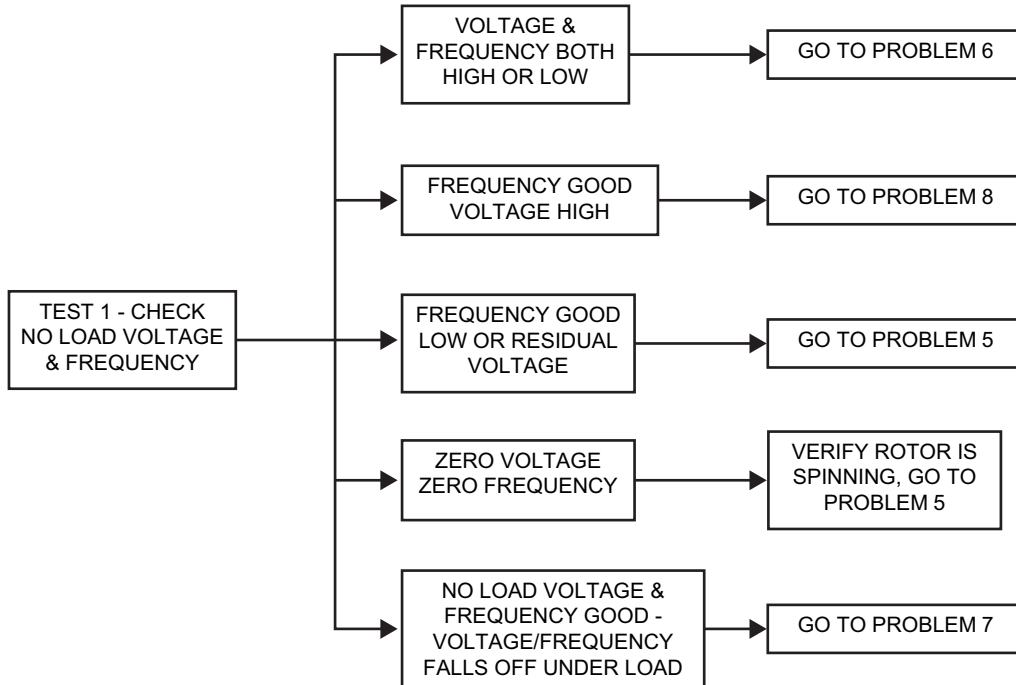 VOLTAGE &
FREQUENCY BOTH
HIGH OR LOW
GO TO PROBLEM 6
FREQUENCY GOOD
VOLTAGE HIGH
GO TO PROBLEM 8
TEST 1 - CHECK
NO LOAD VOLTAGE
& FREQUENCY
FREQUENCY GOOD
LOW OR RESIDUAL
VOLTAGE
GO TO PROBLEM 5
ZERO VOLTAGE
ZERO FREQUENCY
VERIFY ROTOR IS
SPINNING, GO TO
PROBLEM 5
NO LOAD VOLTAGE &
FREQUENCY GOOD -
VOLTAGE/FREQUENCY
FALLS OFF UNDER LOAD
GO TO PROBLEM 7